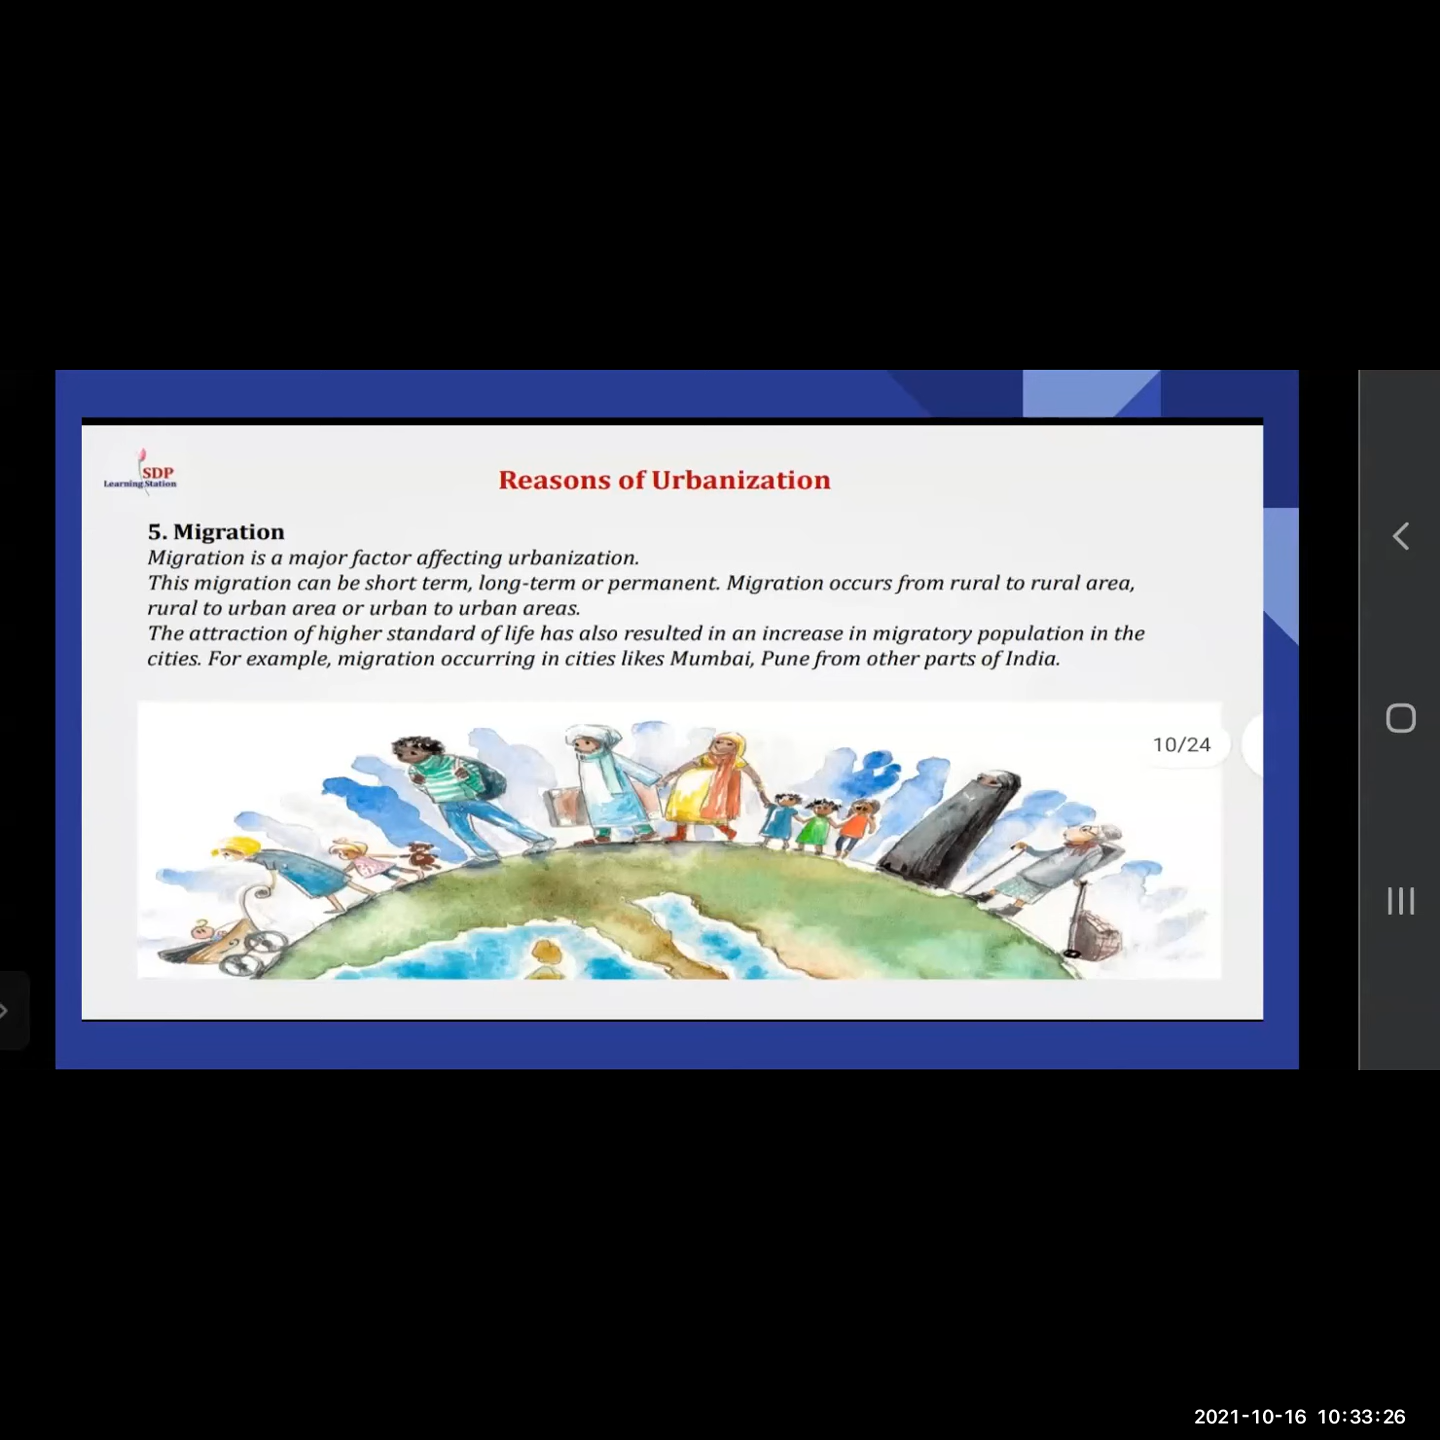 SDP
Learning Station
Reasons of Urbanization
5. Migration
Migration is a major factor affecting urbanization.
This migration can be short term, long-term or permanent. Migration occurs from rural to rural area,
rural to urban area or urban to urban areas.
The attraction of higher standard of life has also resulted in an increase in migratory population in the
cities. For example, migration occurring in cities likes Mumbai, Pune from other parts of India.
10/24
2021-10-16 10:33:26